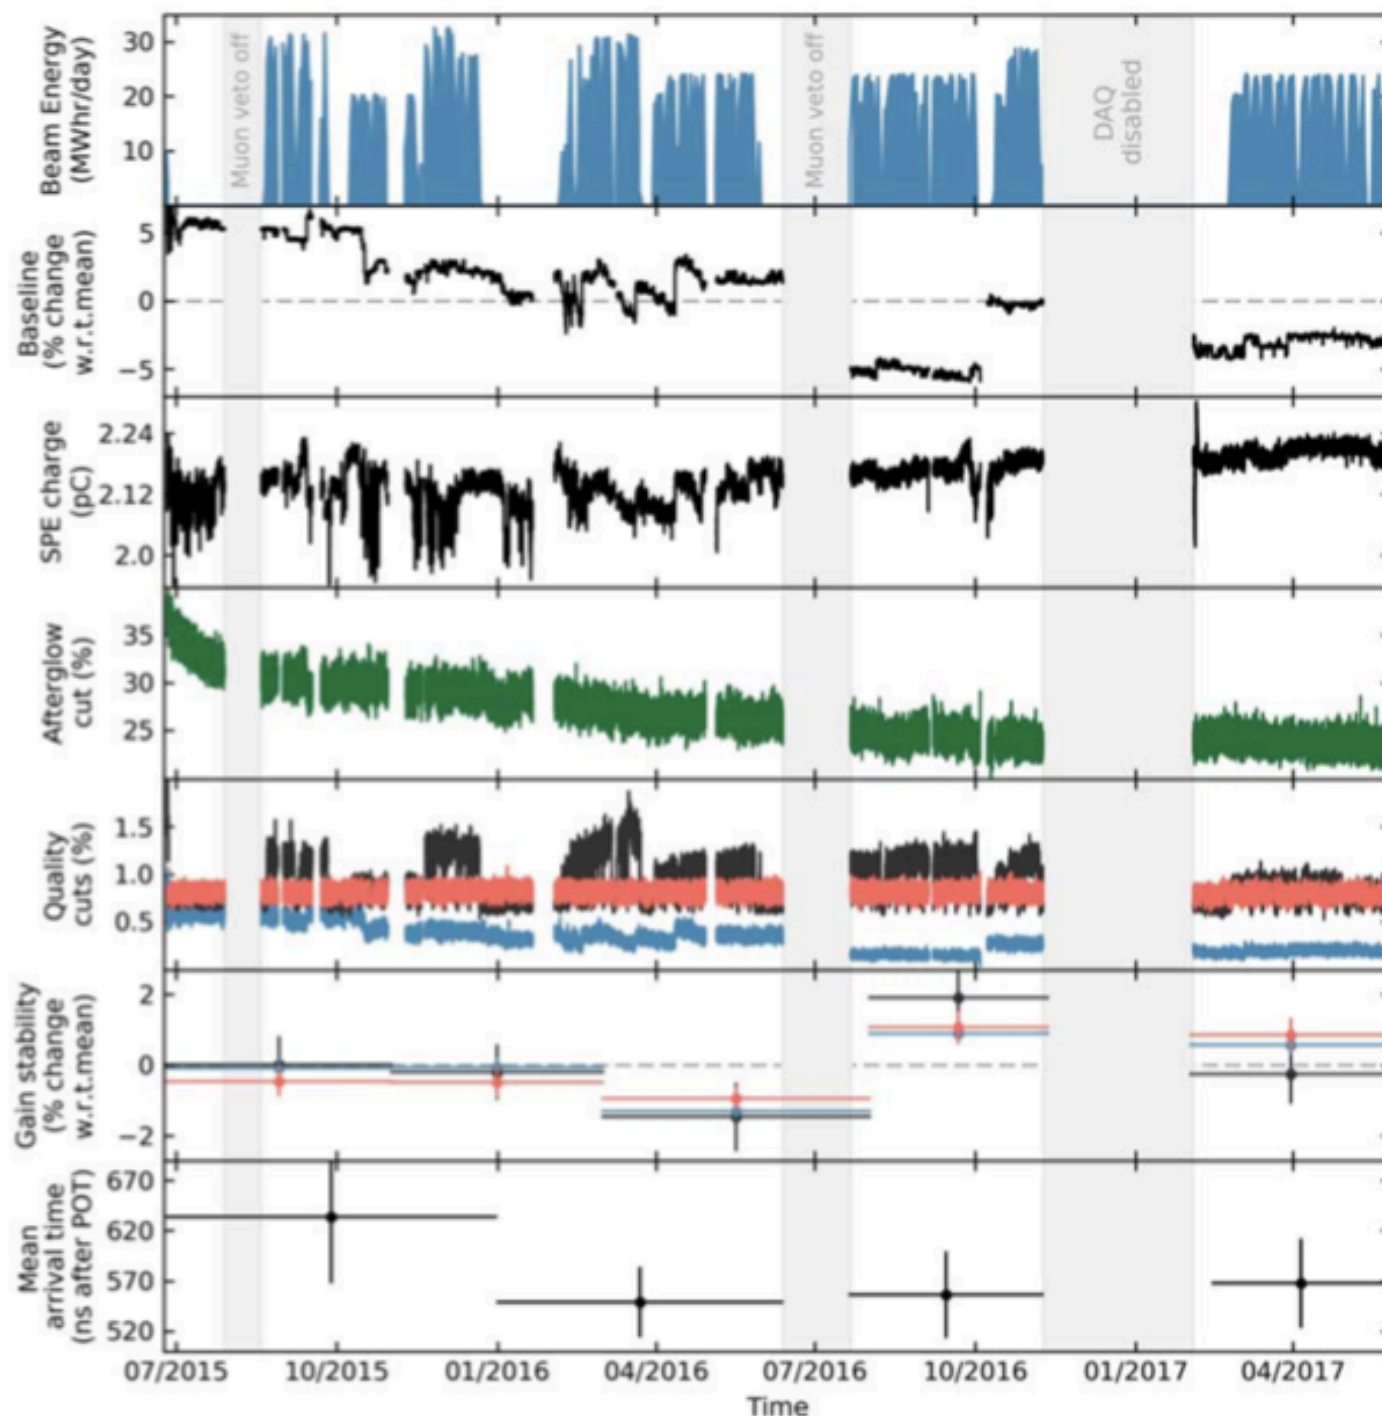 Beam Energy
(MWhr/day)
30
20
10
Muon veto off
Muon veto off
DAQ
disabled
Baseline
(% change
w.r.t.mean)
5
0
−5
SPE charge
(pC)
2.24
2.12
2.0
Afterglow
cut (%)
35
30
25
Quality
cuts (%)
1.5
1.0
0.5
Gain stability
(% change
w.r.t.mean)
2
0
−2
Mean
arrival time
(ns after POT)
670
620
570
520
07/2015 10/2015 01/2016 04/2016 07/2016 10/2016 01/2017 04/2017
Time